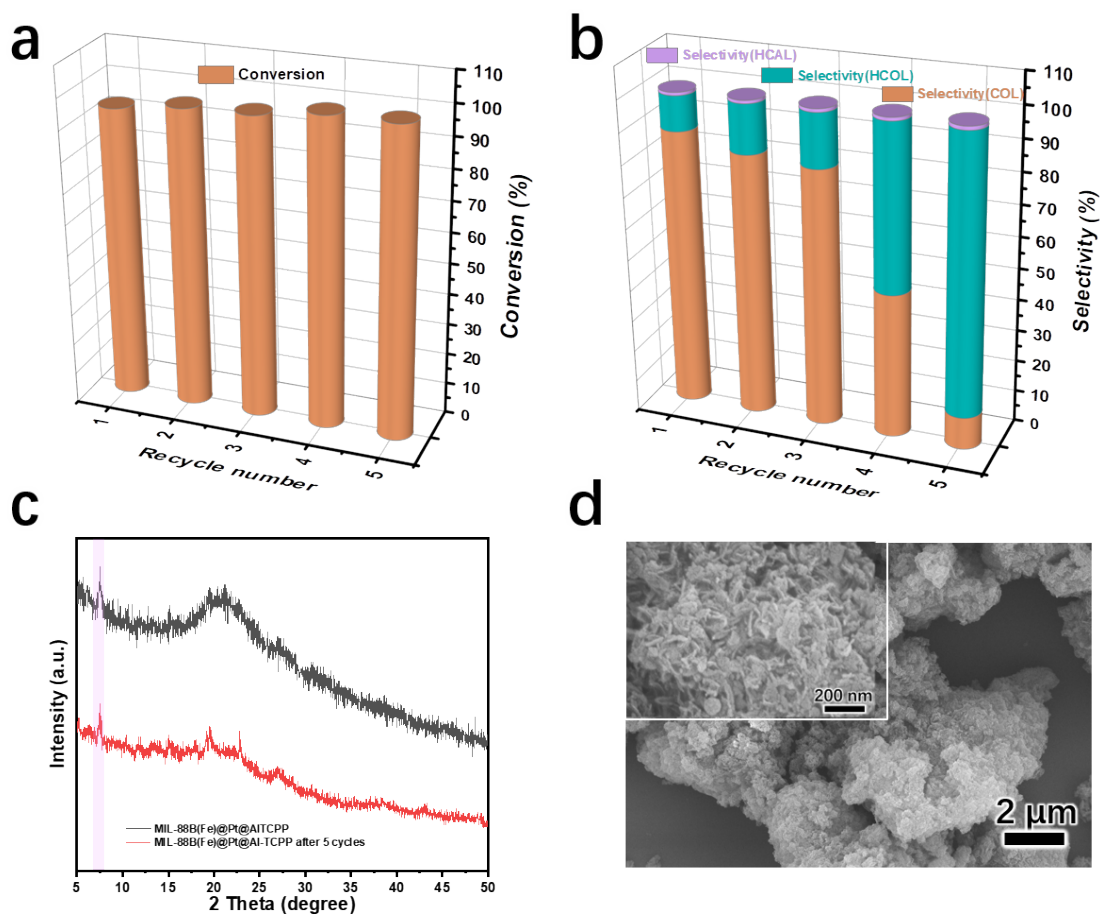 a
Conversion
110
100
90
80
70
60
50
40
30
20
10
0
Conversion (%)
1
2
3
4
5
Recycle number
b
Selectivity(HCAL)
Selectivity(HCOL)
Selectivity(COL)
110
100
90
80
70
60
50
40
30
20
10
0
Selectivity (%)
1
2
3
4
5
Recycle number
c
Intensity (a.u.)
MIL-88B(Fe)@Pt@AlTCPP
MIL-88B(Fe)@Pt@Al-TCPP after 5 cycles
5 10 15 20 25 30 35 40 45 50
2 Theta (degree)
d
200 nm
2 μm